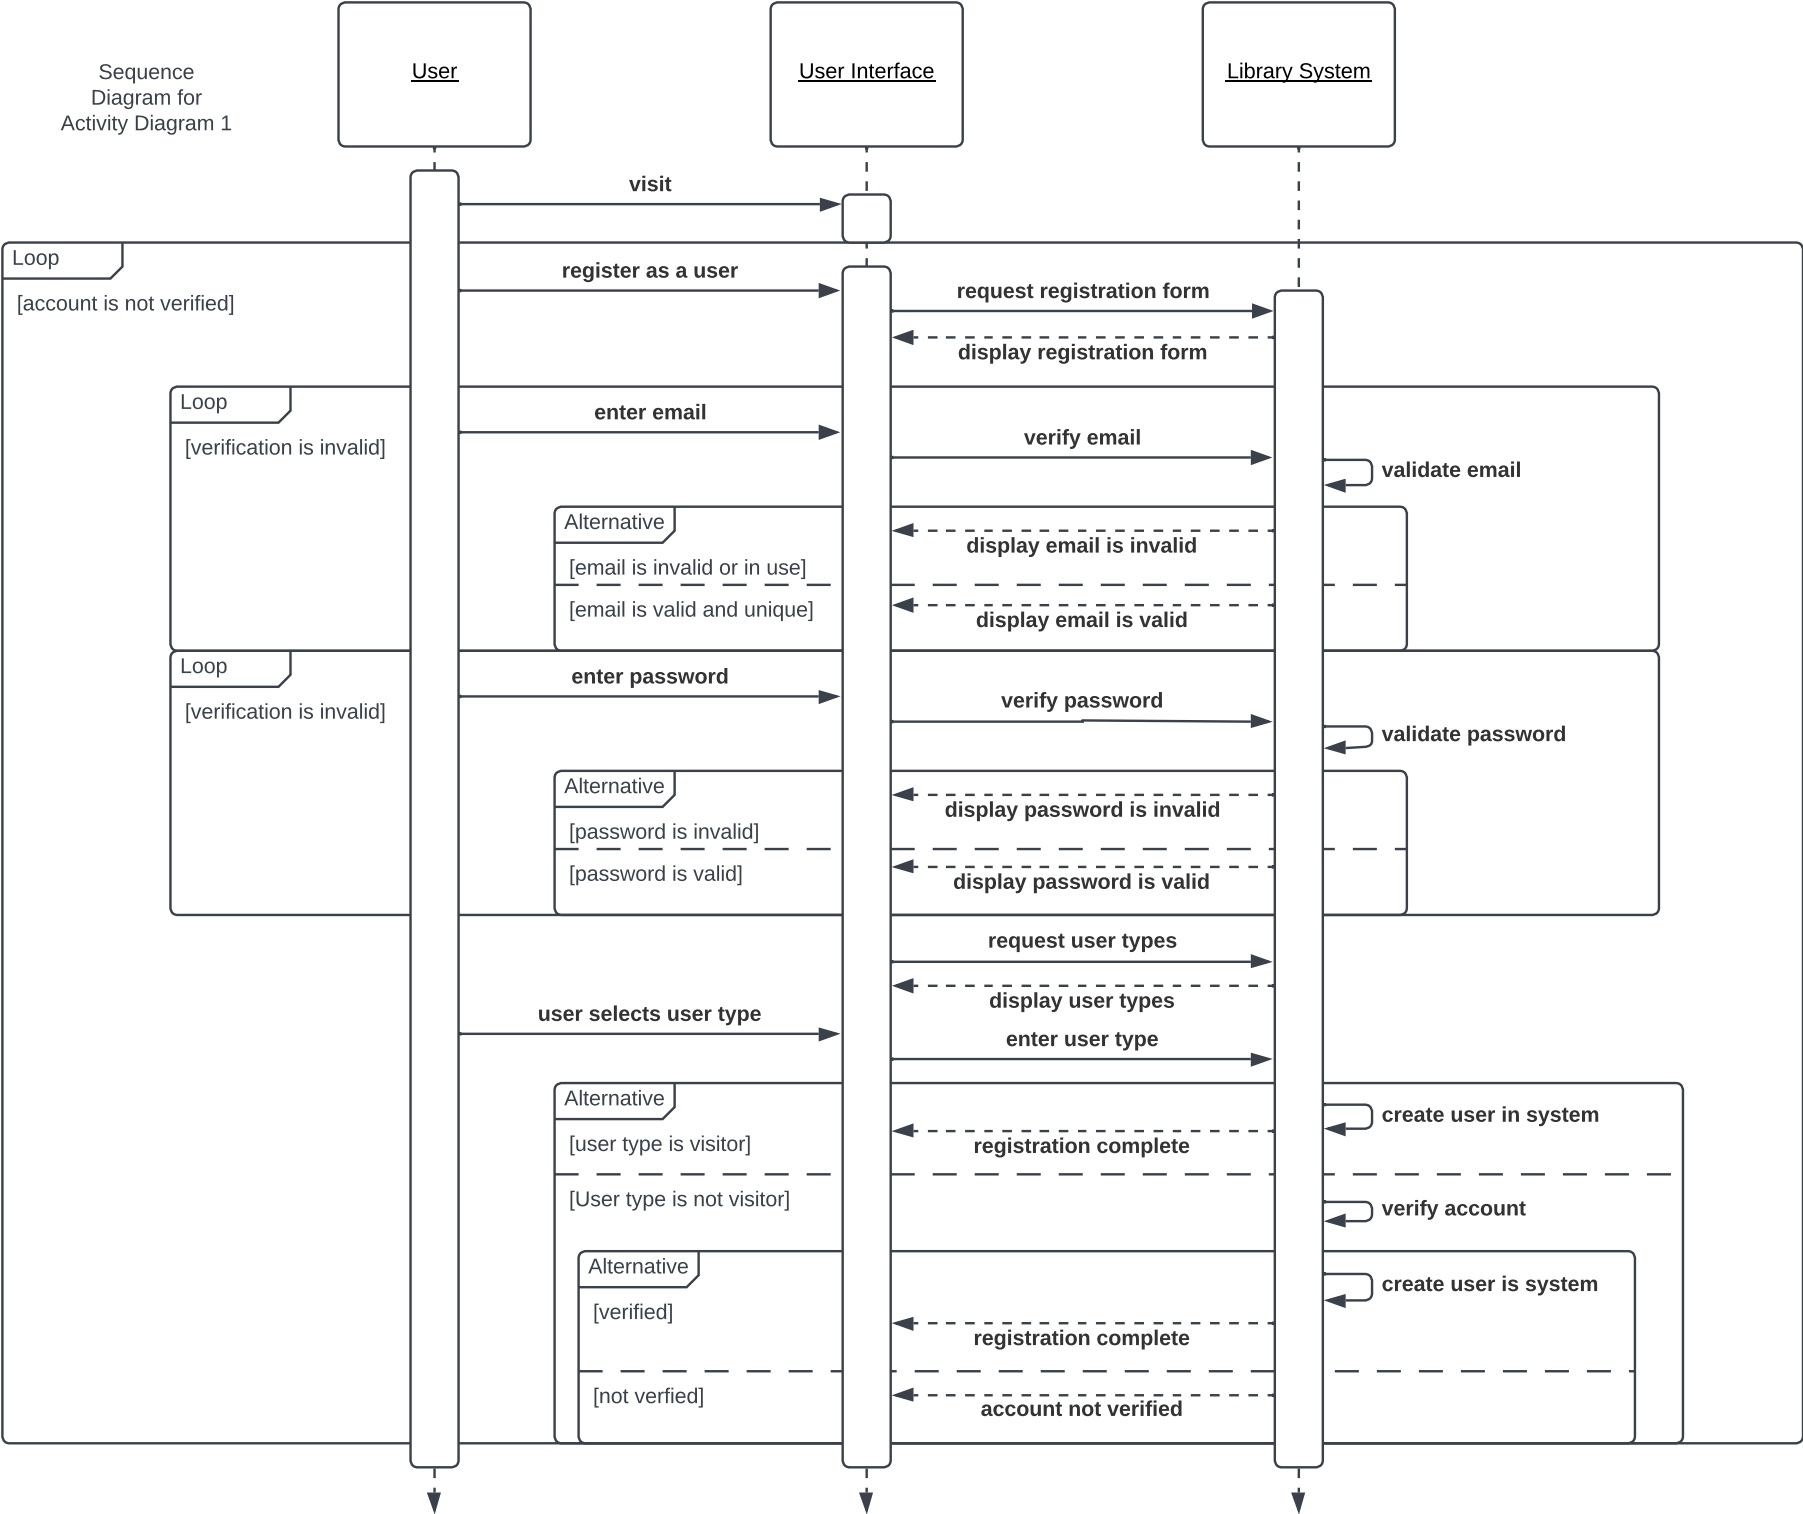 Sequence
Diagram for
Activity Diagram 1
User
User Interface
Library System
visit
Loop
[account is not verified]
register as a user
request registration form
display registration form
Loop
[verification is invalid]
enter email
verify email
validate email
Alternative
[email is invalid or in use]
display email is invalid
[email is valid and unique]
display email is valid
Loop
[verification is invalid]
enter password
verify password
validate password
Alternative
[password is invalid]
display password is invalid
[password is valid]
display password is valid
request user types
display user types
user selects user type
enter user type
Alternative
[user type is visitor]
create user in system
registration complete
[User type is not visitor]
verify account
Alternative
[verified]
create user is system
registration complete
[not verfied]
account not verified